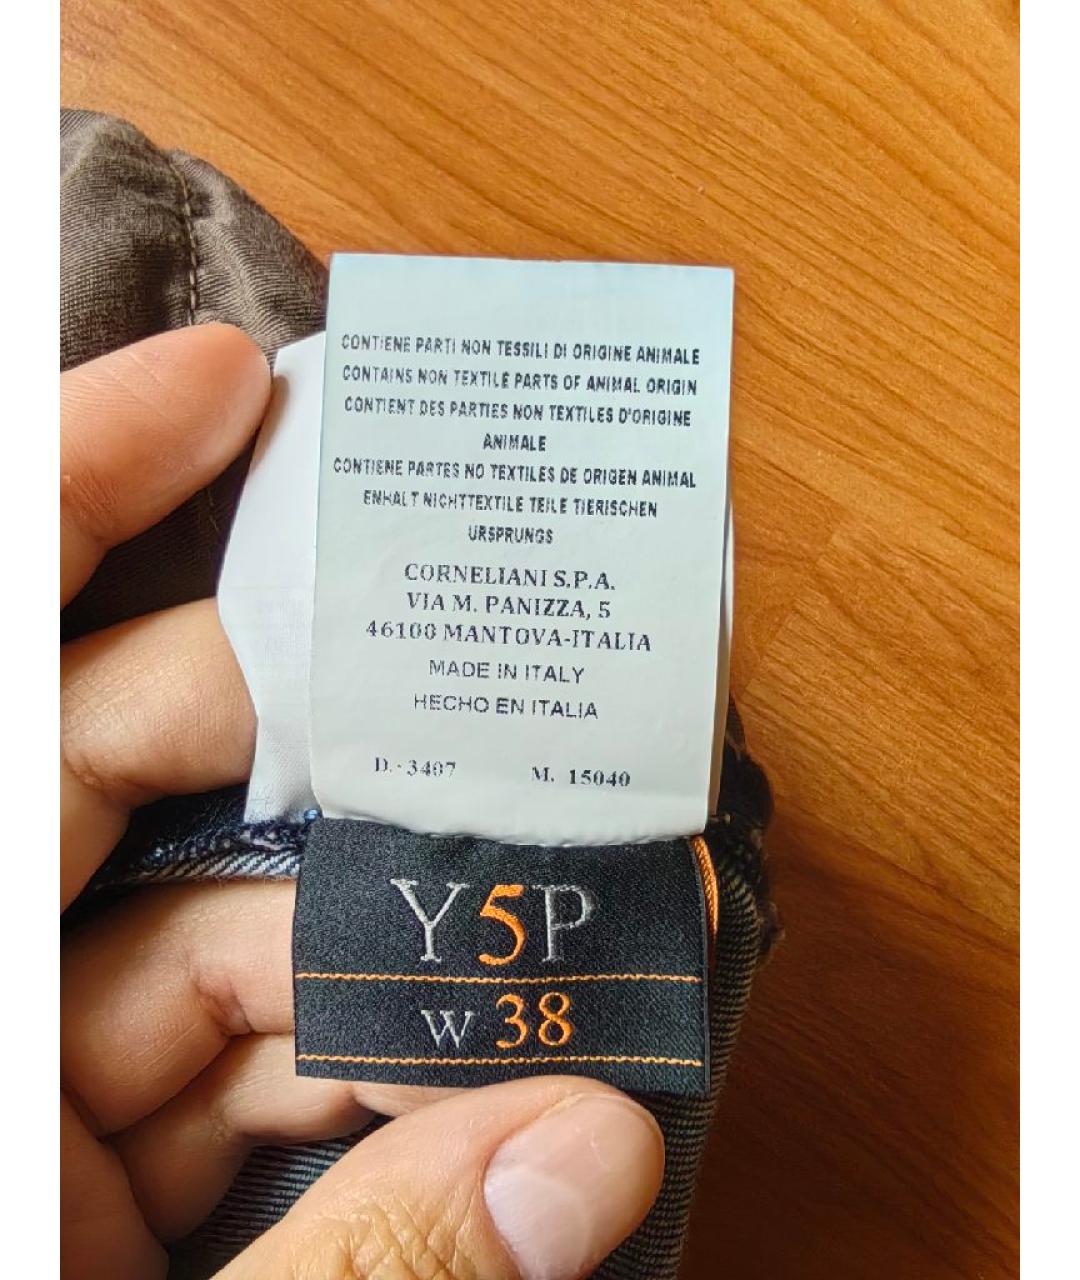 CONTIENE PARTI NON TESSILI DI ORIGINE ANIMALE
CONTAINS NON TEXTILE PARTS OF ANIMAL ORIGIN
CONTIENT DES PARTIES NON TEXTILES D'ORIGINE
ANIMALE
CONTIENE PARTES NO TEXTILES DE ORIGEN ANIMAL
ENHALT NICHTTEXTILE TEILE TIERISCHEN
URSPRUNGS
CORNELIANI S.P.A.
VIA M. PANIZZA, 5
46100 MANTOVA-ITALIA
MADE IN ITALY
HECHO EN ITALIA
D.-3407 M. 15040
Y5P
W 38